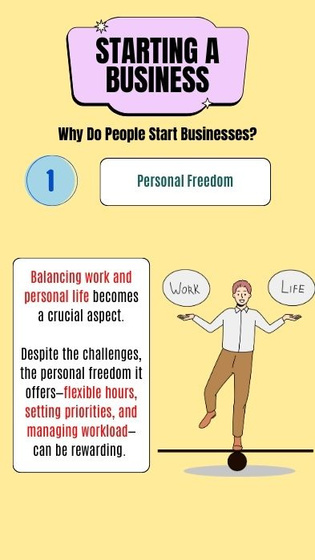 STARTING A
BUSINESS
Why Do People Start Businesses?
1
Personal Freedom
Balancing work and
personal life becomes
a crucial aspect.
Despite the challenges,
the personal freedom it
offers—flexible hours,
setting priorities, and
managing workload—
can be rewarding.
WORK
LIFE